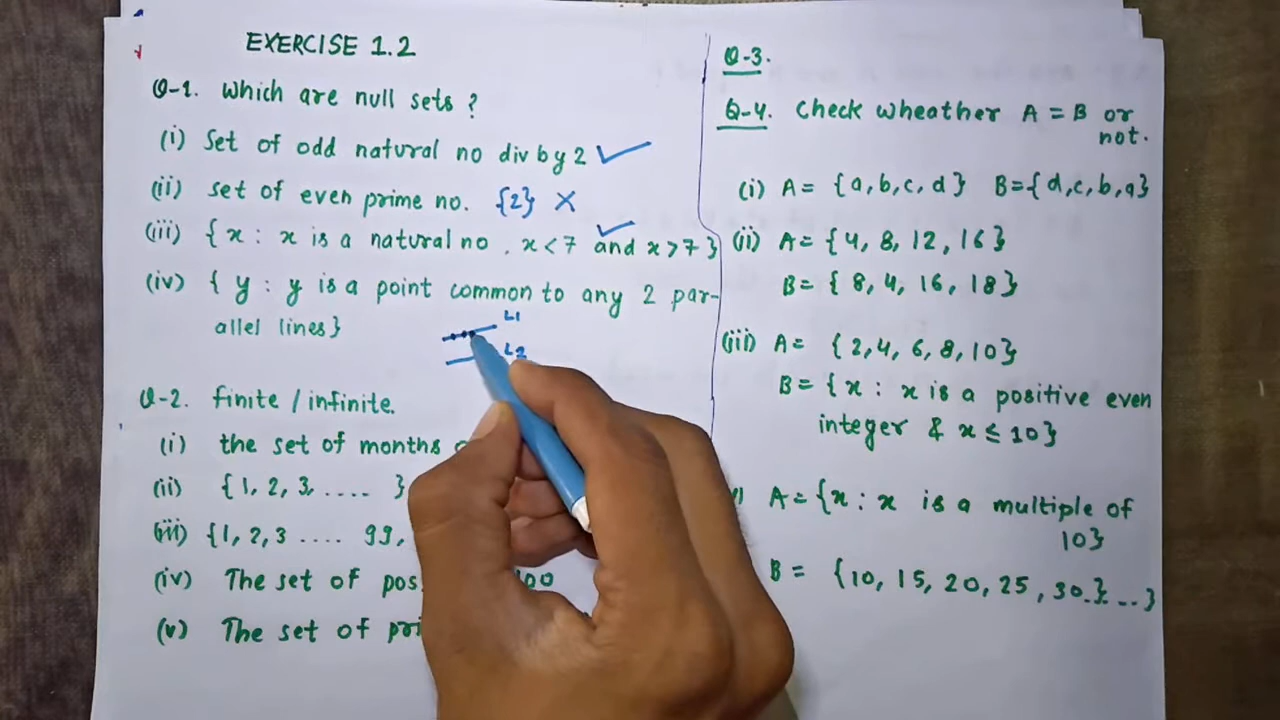 EXERCISE 1.2
Q-1. Which are null sets ?
(i) Set of odd natural no div by 2 ✓
(ii) set of even prime no. {2} ✗
(iii) { x : x is a natural no . x < 7 and x > 7 } ✓
(iv) { y : y is a point common to any 2 par-
allel lines}
L1
L2
Q-2. finite / infinite.
(i) the set of months
(ii) { 1, 2, 3, .... }
(iii) {1, 2, 3 .... 99,
(iv) The set of pos 100
(v) The set of pri
Q-3.
Q-4. Check wheather A = B or
not.
(i) A = {a, b, c, d} B = {d, c, b, a}
(ii) A = {4, 8, 12, 16}
B = { 8, 4, 16, 18}
(iii) A = {2, 4, 6, 8, 10}
B = { x : x is a positive even
integer & x ≤ 10}
A = {x : x is a multiple of
10}
B = {10, 15, 20, 25, 30.} ...}